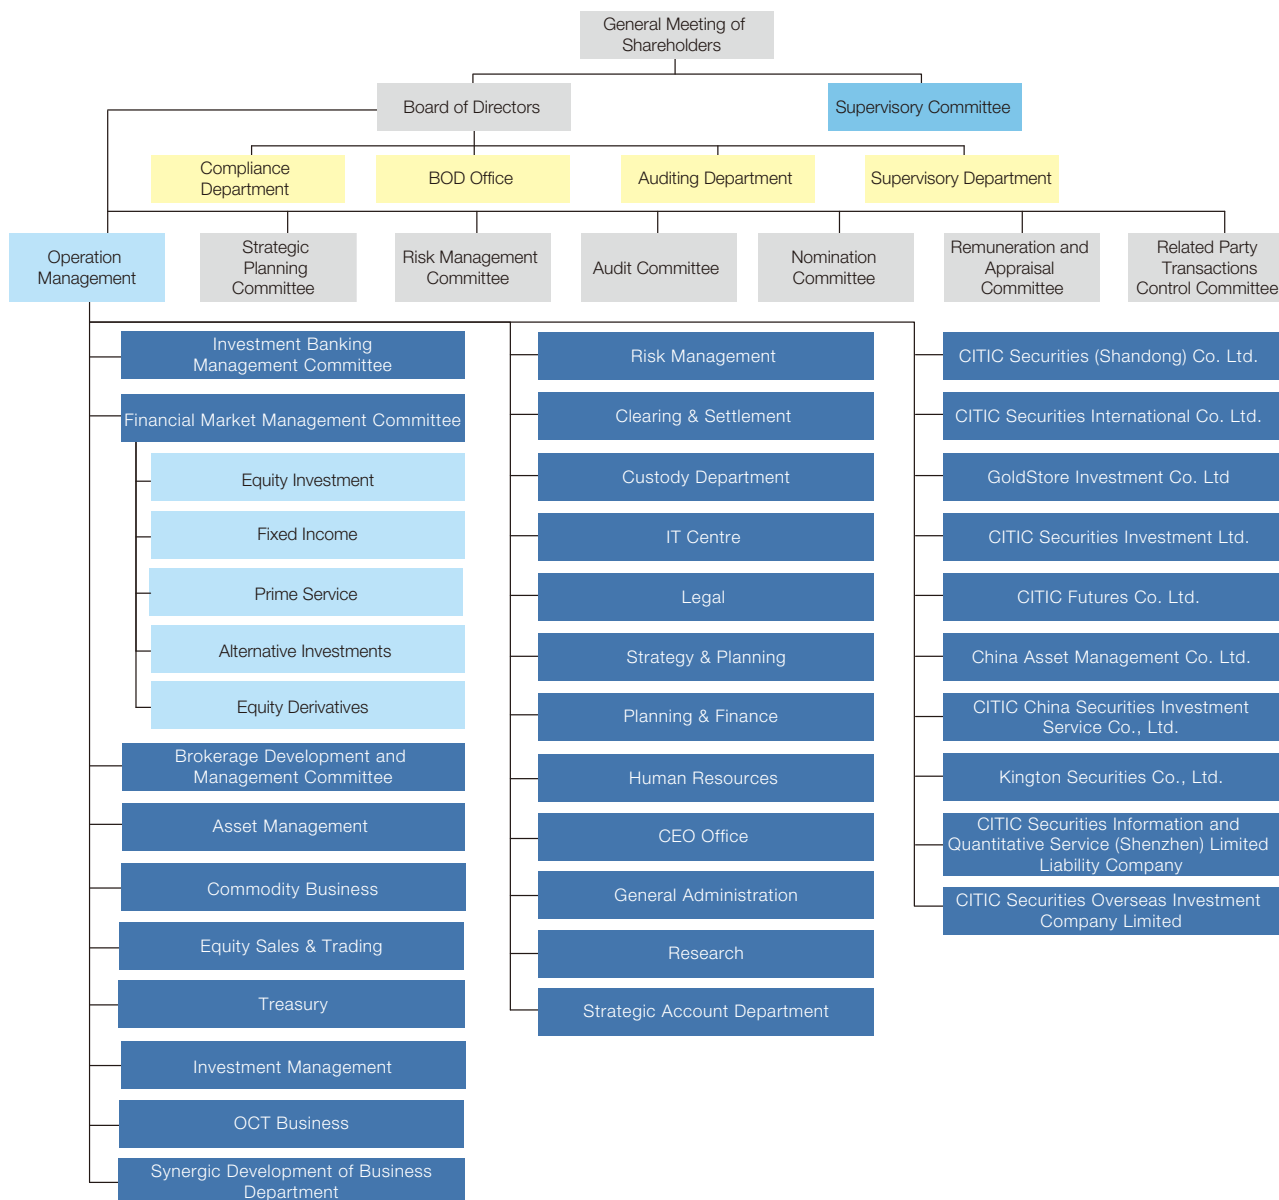 General Meeting of
Shareholders
Board of Directors
Supervisory Committee
Compliance
Department
BOD Office
Auditing Department
Supervisory Department
Operation
Management
Strategic
Planning
Committee
Risk Management
Committee
Audit Committee
Nomination
Committee
Remuneration and
Appraisal
Committee
Related Party
Transactions
Control Committee
Investment Banking
Management Committee
Financial Market Management Committee
Equity Investment
Fixed Income
Prime Service
Alternative Investments
Equity Derivatives
Brokerage Development and
Management Committee
Asset Management
Commodity Business
Equity Sales & Trading
Treasury
Investment Management
OCT Business
Synergic Development of Business
Department
Risk Management
Clearing & Settlement
Custody Department
IT Centre
Legal
Strategy & Planning
Planning & Finance
Human Resources
CEO Office
General Administration
Research
Strategic Account Department
CITIC Securities (Shandong) Co. Ltd.
CITIC Securities International Co. Ltd.
GoldStore Investment Co. Ltd
CITIC Securities Investment Ltd.
CITIC Futures Co. Ltd.
China Asset Management Co. Ltd.
CITIC China Securities Investment
Service Co., Ltd.
Kington Securities Co., Ltd.
CITIC Securities Information and
Quantitative Service (Shenzhen) Limited
Liability Company
CITIC Securities Overseas Investment
Company Limited